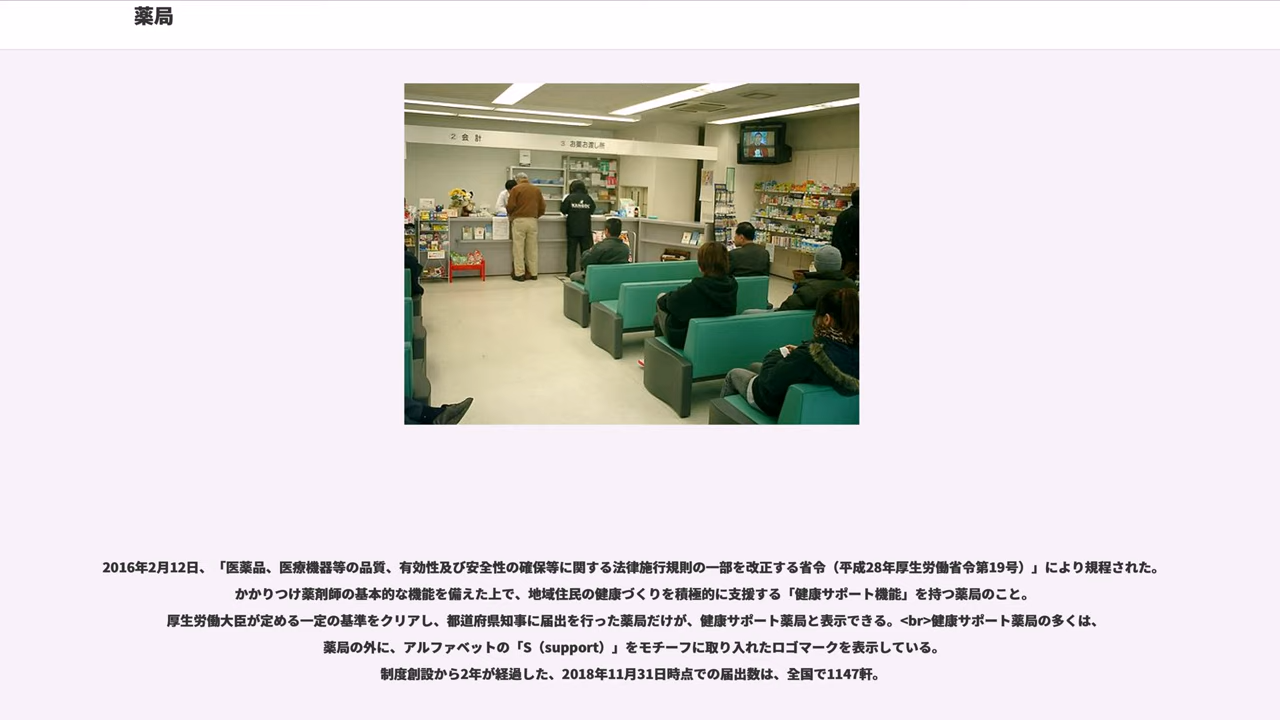 薬局
② 会計
③ お薬お渡し所
2016年2月12日、「医薬品、医療機器等の品質、有効性及び安全性の確保等に関する法律施行規則の一部を改正する省令（平成28年厚生労働省令第19号）」により規程された。
かかりつけ薬剤師の基本的な機能を備えた上で、地域住民の健康づくりを積極的に支援する「健康サポート機能」を持つ薬局のこと。
厚生労働大臣が定める一定の基準をクリアし、都道府県知事に届出を行った薬局だけが、健康サポート薬局と表示できる。<br>健康サポート薬局の多くは、
薬局の外に、アルファベットの「S（support）」をモチーフに取り入れたロゴマークを表示している。
制度創設から2年が経過した、2018年11月31日時点での届出数は、全国で1147軒。